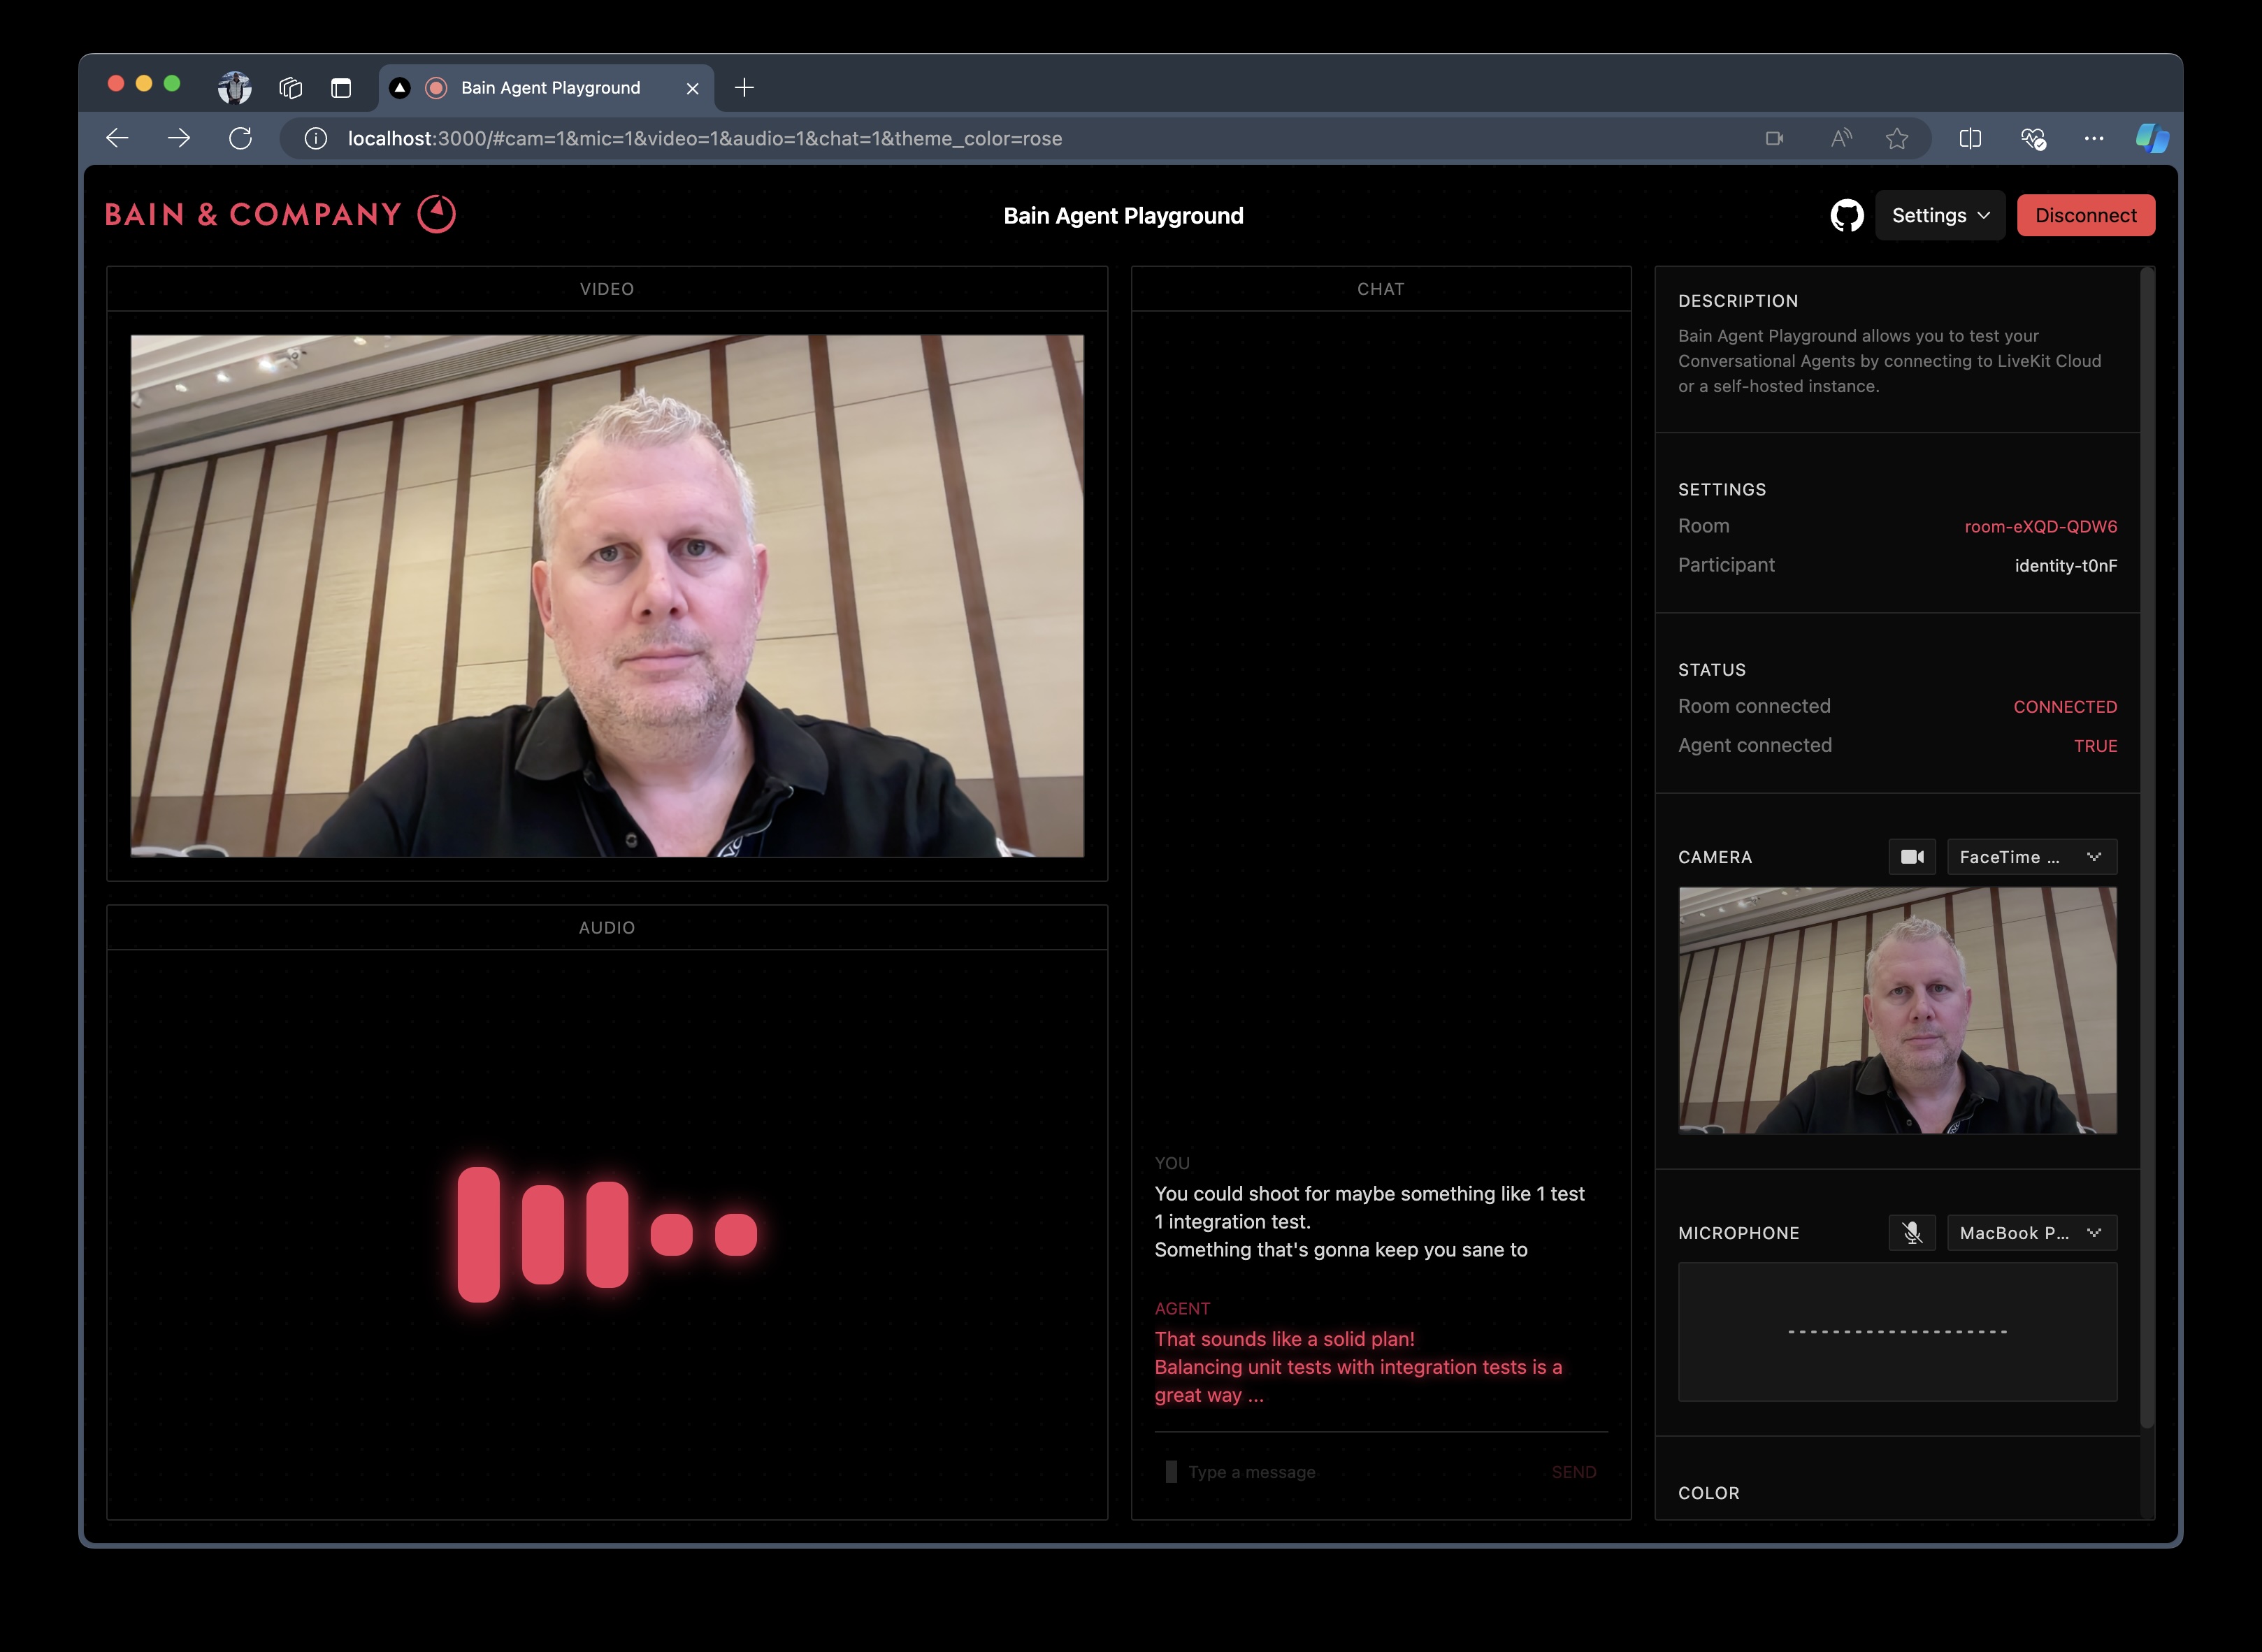 Bain Agent Playground
localhost:3000/#cam=1&mic=1&video=1&audio=1&chat=1&theme_color=rose
BAIN & COMPANY
Bain Agent Playground
Settings
Disconnect
VIDEO
AUDIO
CHAT
YOU
You could shoot for maybe something like 1 test
1 integration test.
Something that's gonna keep you sane to
AGENT
That sounds like a solid plan!
Balancing unit tests with integration tests is a
great way ...
Type a message
SEND
DESCRIPTION
Bain Agent Playground allows you to test your
Conversational Agents by connecting to LiveKit Cloud
or a self-hosted instance.
SETTINGS
Room room-eXQD-QDW6
Participant identity-t0nF
STATUS
Room connected CONNECTED
Agent connected TRUE
CAMERA FaceTime ...
MICROPHONE MacBook P...
COLOR